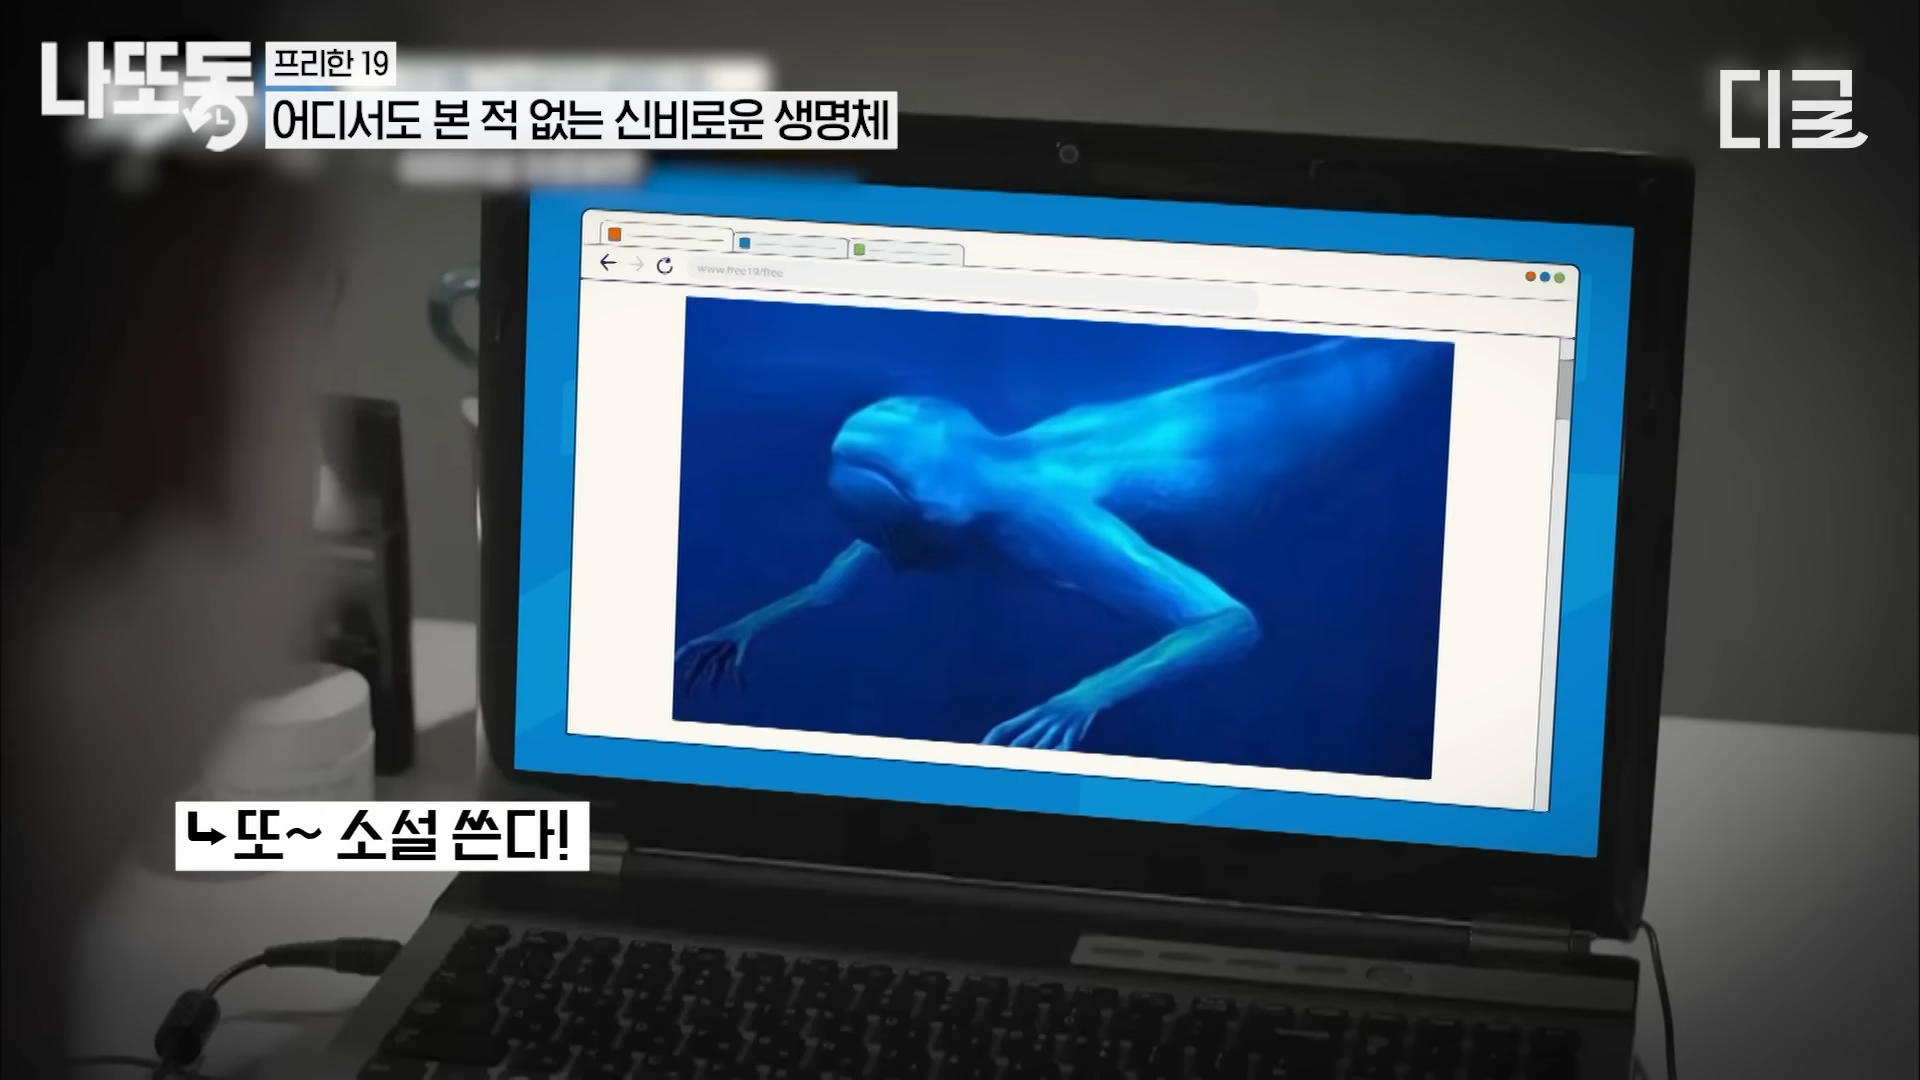 나또동
프리한 19
어디서도 본 적 없는 신비로운 생명체
디글
www.free19/free
↳또~ 소설 쓴다!